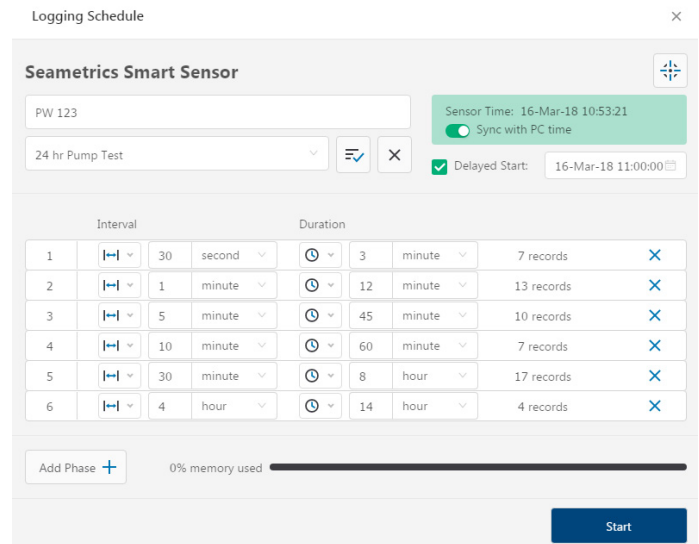 Logging Schedule
Seametrics Smart Sensor
PW 123
Sensor Time: 16-Mar-18 10:53:21
Sync with PC time
24 hr Pump Test
Delayed Start: 16-Mar-18 11:00:00
Interval Duration
1 30 second 3 minute 7 records
2 1 minute 12 minute 13 records
3 5 minute 45 minute 10 records
4 10 minute 60 minute 7 records
5 30 minute 8 hour 17 records
6 4 hour 14 hour 4 records
Add Phase 0% memory used
Start